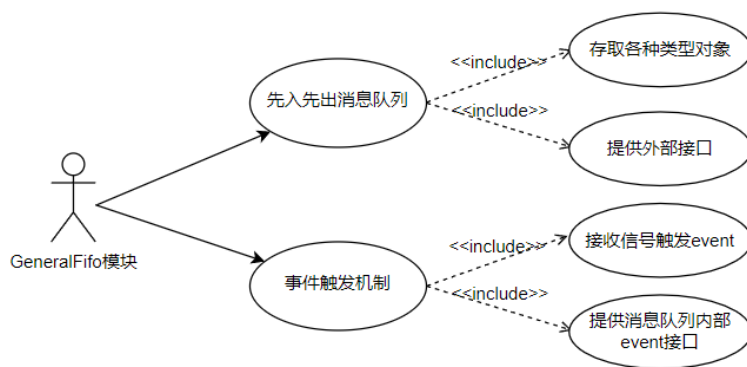 存取各种类型对象
<<include>>
先入先出消息队列
<<include>>
提供外部接口
GeneralFifo模块
接收信号触发event
<<include>>
事件触发机制
<<include>>
提供消息队列内部
event接口